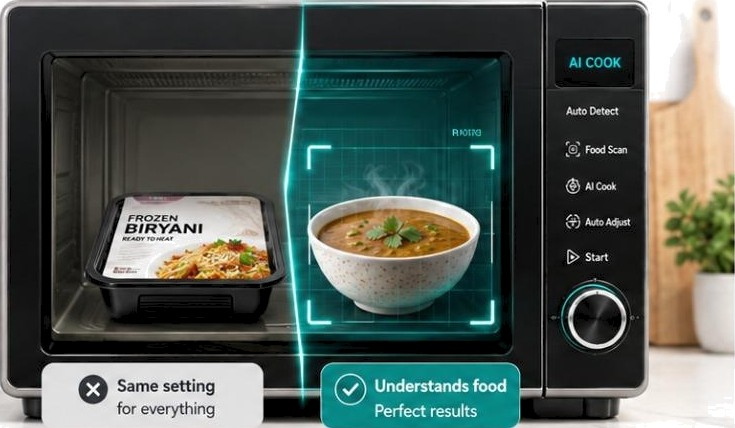 FROZEN
BIRYANI
READY TO HEAT
AI COOK
Auto Detect
Food Scan
AI Cook
Auto Adjust
Start
Same setting
for everything
Understands food
Perfect results